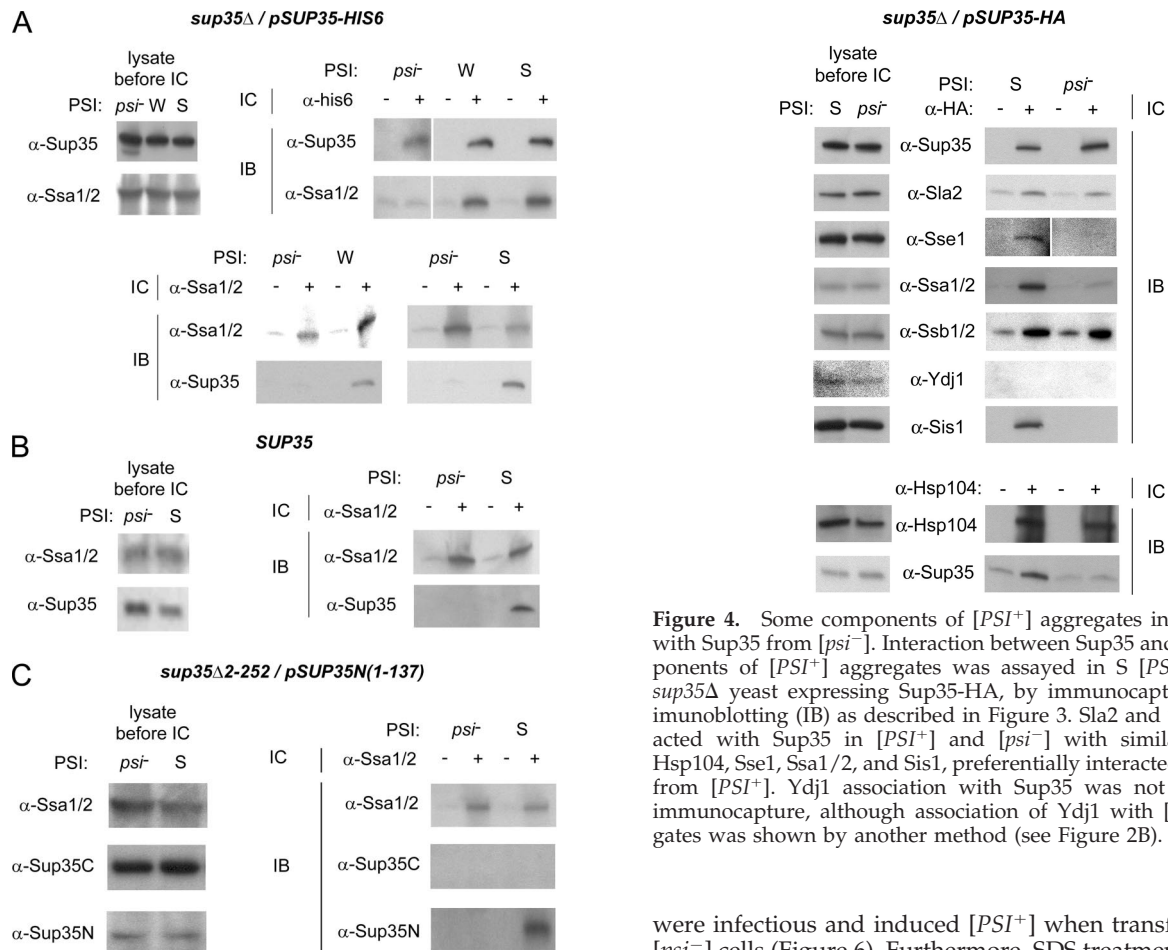 A
sup35Δ / pSUP35-HIS6
lysate
before IC
PSI: psi- W S
α-Sup35
α-Ssa1/2
PSI: psi- W S
IC α-his6 - + - + - +
IB
α-Sup35
α-Ssa1/2
PSI: psi- W psi- S
IC α-Ssa1/2 - + - + - + - +
IB
α-Ssa1/2
α-Sup35
B
SUP35
lysate
before IC
PSI: psi- S
α-Ssa1/2
α-Sup35
PSI: psi- S
IC α-Ssa1/2 - + - +
IB
α-Ssa1/2
α-Sup35
C
sup35Δ2-252 / pSUP35N(1-137)
lysate
before IC
PSI: psi- S
α-Ssa1/2
α-Sup35C
α-Sup35N
PSI: psi- S
IC α-Ssa1/2 - + - +
IB
α-Ssa1/2
α-Sup35C
α-Sup35N
sup35Δ / pSUP35-HA
lysate
before IC
PSI: S psi-
PSI: S psi-
α-HA: - + - + IC
α-Sup35
α-Sla2
α-Sse1
α-Ssa1/2
α-Ssb1/2
α-Ydj1
α-Sis1
IB
α-Hsp104: - + - + IC
α-Hsp104
α-Sup35
IB
Figure 4. Some components of [PSI+] aggregates in
with Sup35 from [psi−]. Interaction between Sup35 and
ponents of [PSI+] aggregates was assayed in S [PS
sup35Δ yeast expressing Sup35-HA, by immunocapt
imunoblotting (IB) as described in Figure 3. Sla2 and
acted with Sup35 in [PSI+] and [psi−] with simila
Hsp104, Sse1, Ssa1/2, and Sis1, preferentially interacte
from [PSI+]. Ydj1 association with Sup35 was not
immunocapture, although association of Ydj1 with [
gates was shown by another method (see Figure 2B).
were infectious and induced [PSI+] when transf
[psi−] cells (Figure 6). Furthermore, SDS treatmen